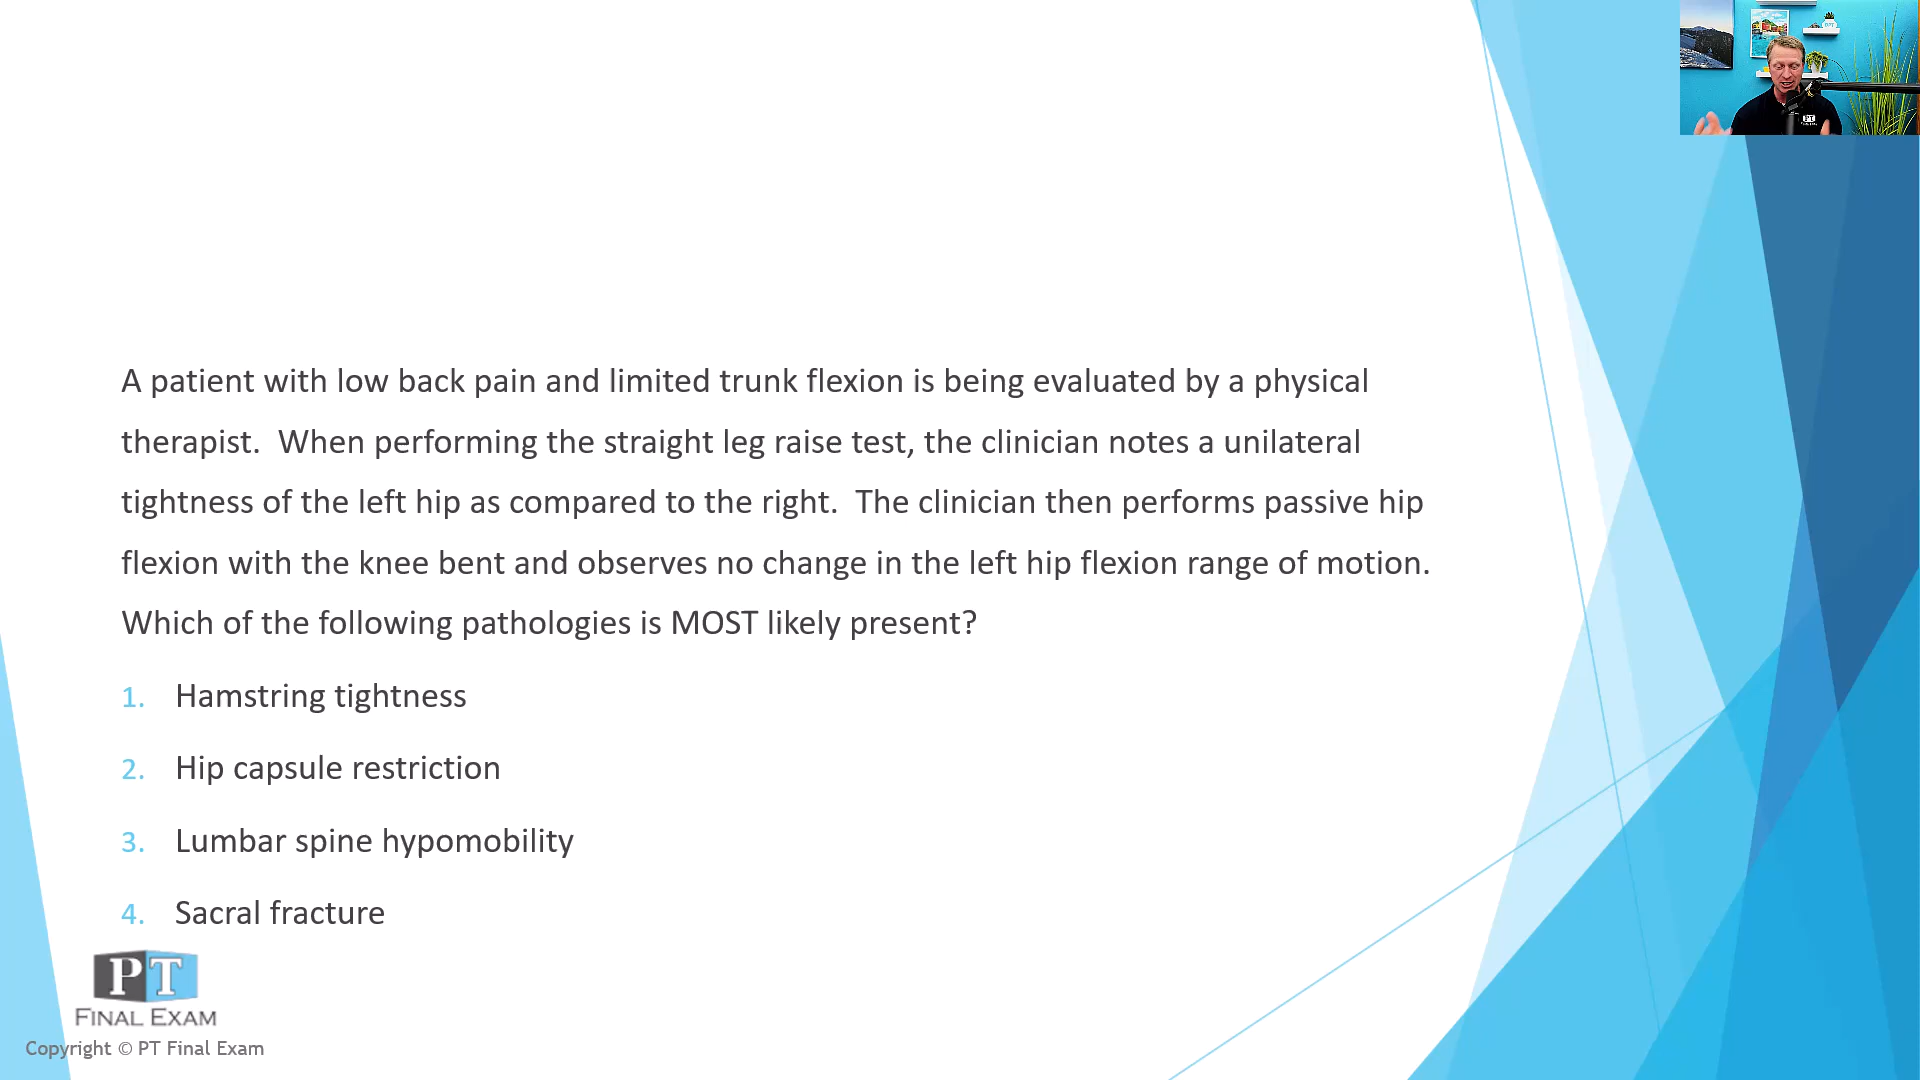 A patient with low back pain and limited trunk flexion is being evaluated by a physical
therapist.  When performing the straight leg raise test, the clinician notes a unilateral
tightness of the left hip as compared to the right.  The clinician then performs passive hip
flexion with the knee bent and observes no change in the left hip flexion range of motion.
Which of the following pathologies is MOST likely present?
1. Hamstring tightness
2. Hip capsule restriction
3. Lumbar spine hypomobility
4. Sacral fracture
PT
FINAL EXAM
Copyright © PT Final Exam
PT